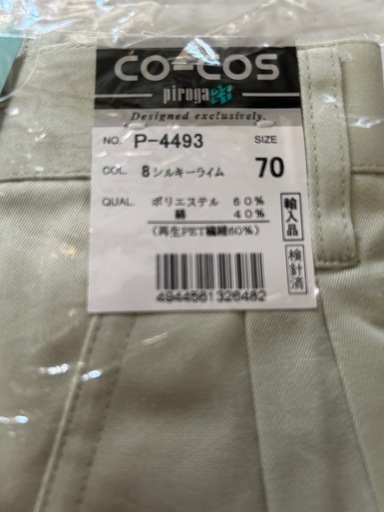 CO=COS
piroga
Designed exclusively.
NO. P-4493 SIZE
COL. 8シルキーライム 70
QUAL. ポリエステル 60%
綿 40%
(再生PET繊維60%)
輸入品
検針済
4944561326482